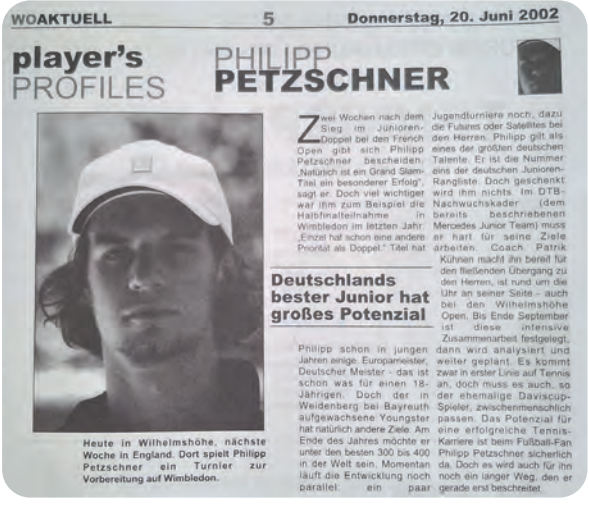 WOAKTUELL 5 Donnerstag, 20. Juni 2002
player's
PROFILES
PHILIPP
PETZSCHNER
Heute in Wilhelmshöhe, nächste
Woche in England. Dort spielt Philipp
Petzschner ein Turnier zur
Vorbereitung auf Wimbledon.
Zwei Wochen nach dem
Sieg im Junioren-
Doppel bei den French
Open gibt sich Philipp
Petzschner bescheiden.
„Natürlich ist ein Grand Slam-
Titel ein besonderer Erfolg",
sagt er. Doch viel wichtiger
war ihm zum Beispiel die
Halbfinalteilnahme in
Wimbledon im letzten Jahr.
„Einzel hat schon eine andere
Priorität als Doppel." Titel hat
Deutschlands
bester Junior hat
großes Potenzial
Philipp schon in jungen
Jahren einige. Europameister,
Deutscher Meister - das ist
schon was für einen 18-
Jährigen. Doch der in
Weidenberg bei Bayreuth
aufgewachsene Youngster
hat natürlich andere Ziele. Am
Ende des Jahres möchte er
unter den besten 300 bis 400
in der Welt sein. Momentan
läuft die Entwicklung noch
parallel: ein paar
Jugendturniere noch, dazu
die Futures oder Satellites bei
den Herren. Philipp gilt als
eines der größten deutschen
Talente. Er ist die Nummer
eins der deutschen Junioren-
Rangliste. Doch geschenkt
wird ihm nichts. Im DTB-
Nachwuchskader (dem
bereits beschriebenen
Mercedes Junior Team) muss
er hart für seine Ziele
arbeiten. Coach Patrik
Kühnen macht ihn bereit für
den fließenden Übergang zu
den Herren, ist rund um die
Uhr an seiner Seite - auch
bei den Wilhelmshöhe
Open. Bis Ende September
ist diese intensive
Zusammenarbeit festgelegt,
dann wird analysiert und
weiter geplant. Es kommt
zwar in erster Linie auf Tennis
an, doch muss es auch, so
der ehemalige Daviscup-
Spieler, zwischenmenschlich
passen. Das Potenzial für
eine erfolgreiche Tennis-
Karriere ist beim Fußball-Fan
Philipp Petzschner sicherlich
da. Doch es wird auch für ihn
noch ein langer Weg, den er
gerade erst beschreitet.